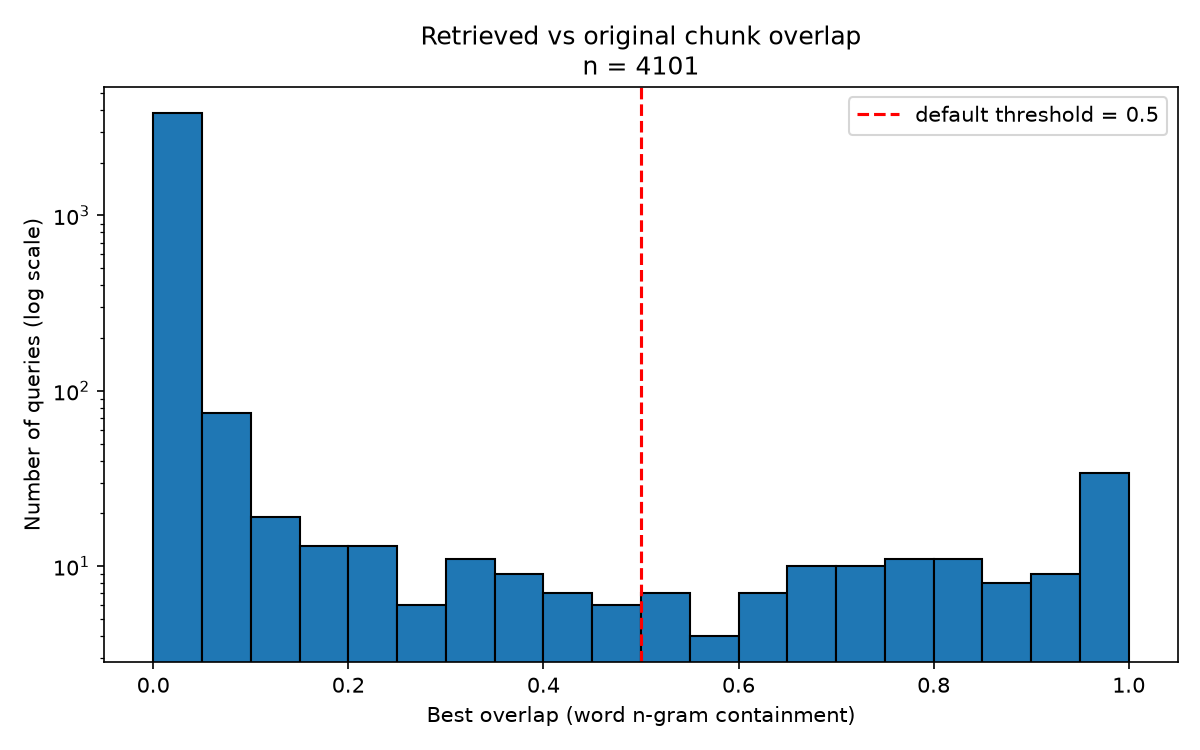 Retrieved vs original chunk overlap
n = 4101
default threshold = 0.5
Number of queries (log scale)
10³
10²
10¹
0.0 0.2 0.4 0.6 0.8 1.0
Best overlap (word n-gram containment)